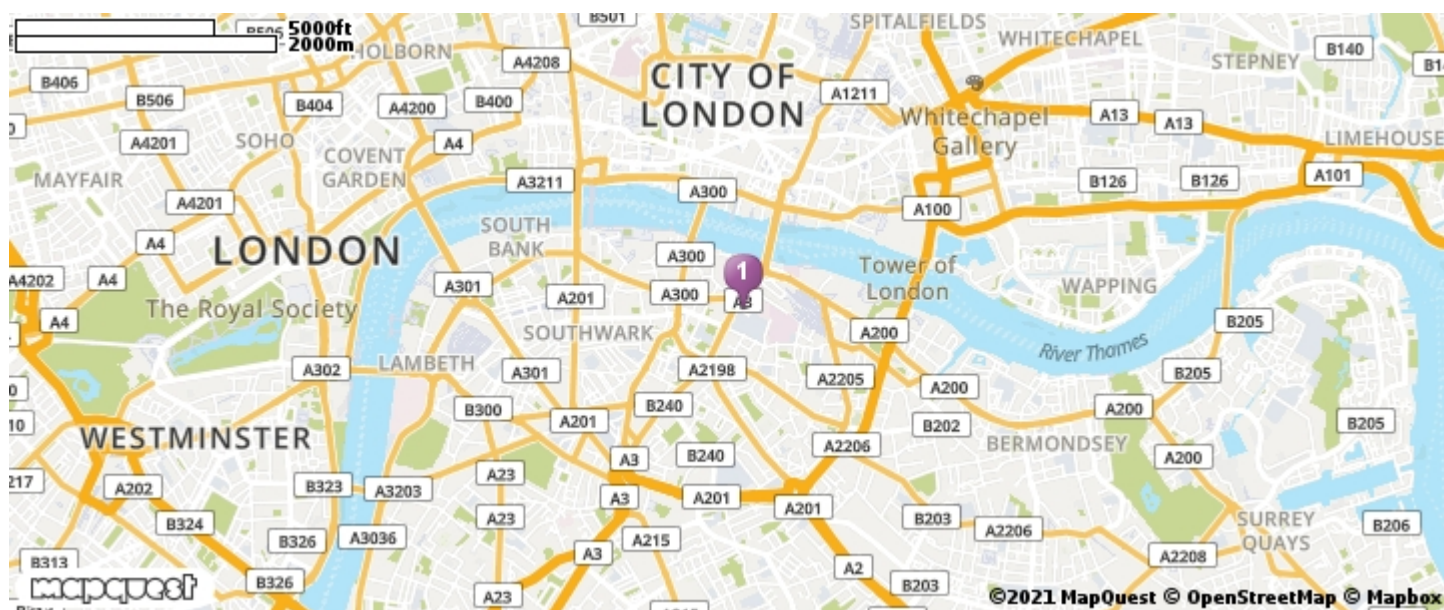 5000ft
2000m
B506
HOLBORN
B501
SPITALFIELDS
WHITECHAPEL
B140
STEPNEY
B406
B506
B404
A4200
B400
A4208
CITY OF
LONDON
A1211
Whitechapel
Gallery
A13
A13
LIMEHOUSE
A4201
SOHO
A4
COVENT
GARDEN
MAYFAIR
A4201
A3211
A300
B126
B126
A101
A100
A4
LONDON
SOUTH
BANK
A300
1
A3
Tower of
London
WAPPING
A4202
A4
A301
A201
A300
The Royal Society
A4
SOUTHWARK
A200
B205
River Thames
A302
LAMBETH
A301
A2198
A2205
A200
B205
B300
A201
B240
A200
B202
B205
WESTMINSTER
A3
B240
A2206
BERMONDSEY
A200
A23
A202
B323
A3203
A3
A201
A201
B324
A23
B203
A2206
SURREY
QUAYS
B206
B326
A3036
A215
A3
A2208
B313
B326
A23
A2
B203
mapquest
©2021 MapQuest © OpenStreetMap © Mapbox